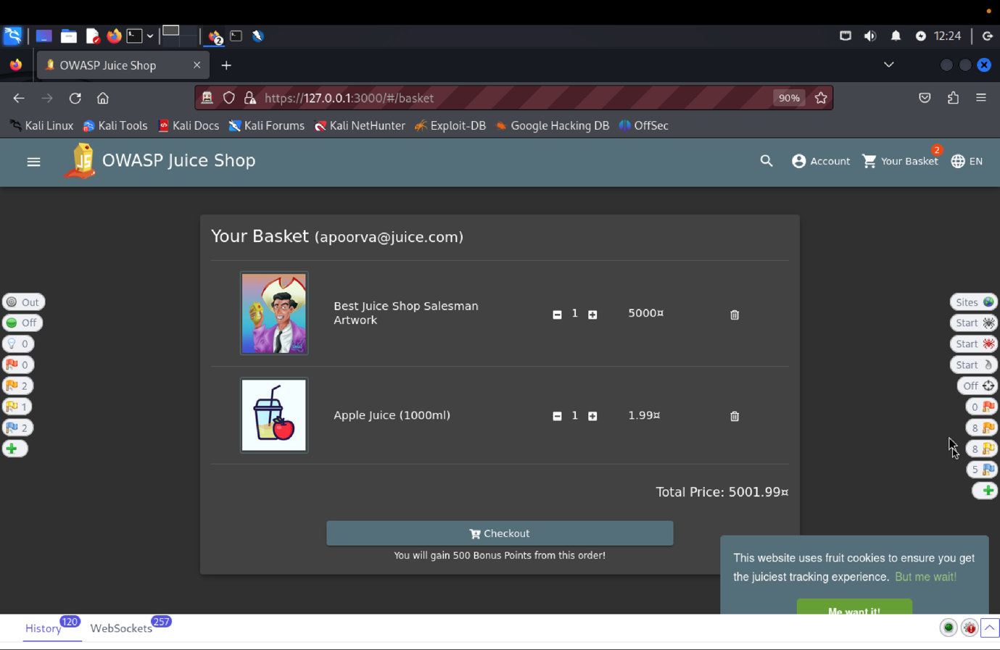 12:24
OWASP Juice Shop
https://127.0.0.1:3000/#/basket
90%
Kali Linux Kali Tools Kali Docs Kali Forums Kali NetHunter Exploit-DB Google Hacking DB OffSec
JS OWASP Juice Shop Account Your Basket 2 EN
Your Basket (apoorva@juice.com)
Best Juice Shop Salesman
Artwork
1
5000¤
Apple Juice (1000ml)
1
1.99¤
Total Price: 5001.99¤
Checkout
You will gain 500 Bonus Points from this order!
Out
Off
0
0
2
1
2
Sites
Start
Start
Start
Off
0
8
8
5
This website uses fruit cookies to ensure you get
the juiciest tracking experience. But me wait!
Me want it!
History 120 WebSockets 257